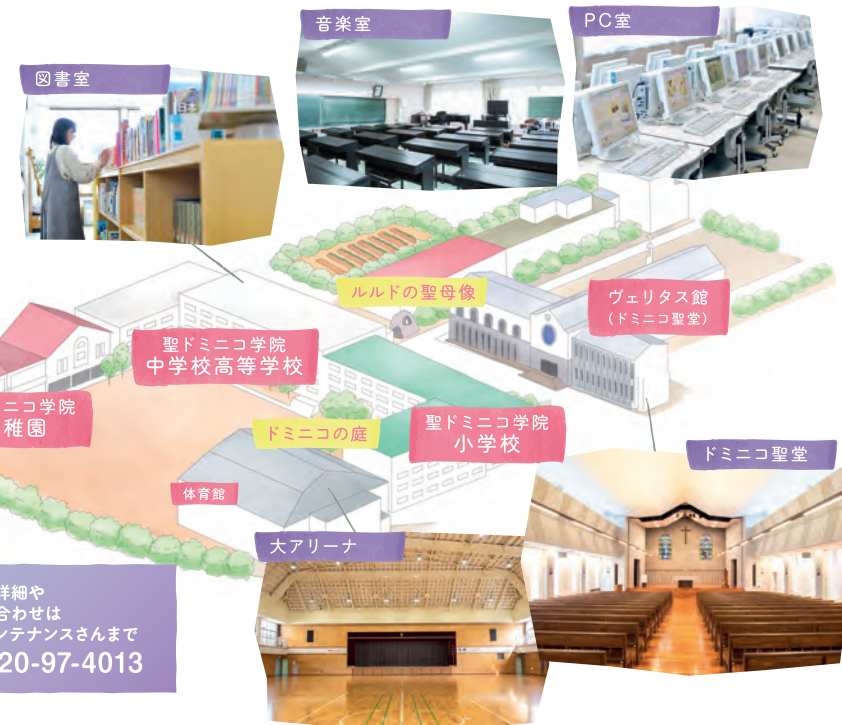 音楽室
PC室
図書室
ルルドの聖母像
ヴェリタス館
(ドミニコ聖堂)
聖ドミニコ学院
中学校高等学校
ニコ学院
稚園
ドミニコの庭
聖ドミニコ学院
小学校
体育館
ドミニコ聖堂
大アリーナ
詳細や
合わせは
ンテナンスさんまで
20-97-4013